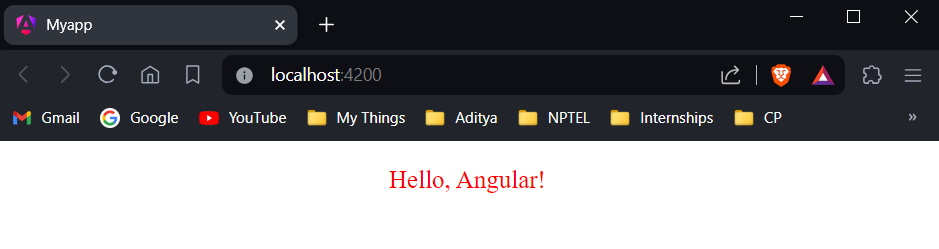 Myapp
localhost:4200
Gmail Google YouTube My Things Aditya NPTEL Internships CP »
Hello, Angular!